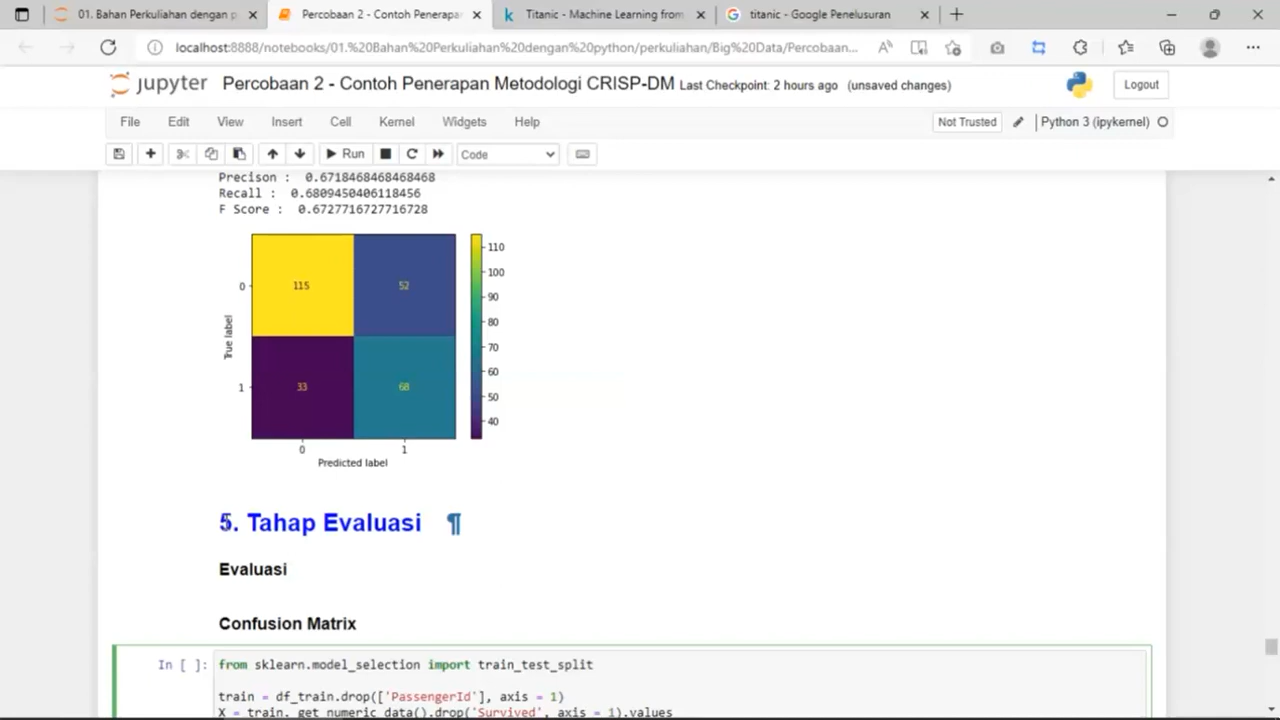 01. Bahan Perkuliahan dengan p
Percobaan 2 - Contoh Penerapa
Titanic - Machine Learning from
titanic - Google Penelusuran
localhost:8888/notebooks/01.%20Bahan%20Perkuliahan%20dengan%20python/perkuliahan/Big%20Data/Percobaan...
jupyter Percobaan 2 - Contoh Penerapan Metodologi CRISP-DM Last Checkpoint: 2 hours ago (unsaved changes)
Logout
File Edit View Insert Cell Kernel Widgets Help
Not Trusted
Python 3 (ipykernel)
Run
Code
Precison : 0.6718468468468468
Recall : 0.6809450406118456
F Score : 0.6727716727716728
115 52
33 68
0
1
True label
0 1
Predicted label
110
100
90
80
70
60
50
40
5. Tahap Evaluasi ¶
Evaluasi
Confusion Matrix
In [ ]: from sklearn.model_selection import train_test_split
train = df_train.drop(['PassengerId'], axis = 1)
X = train._get_numeric_data().drop('Survived', axis = 1).values